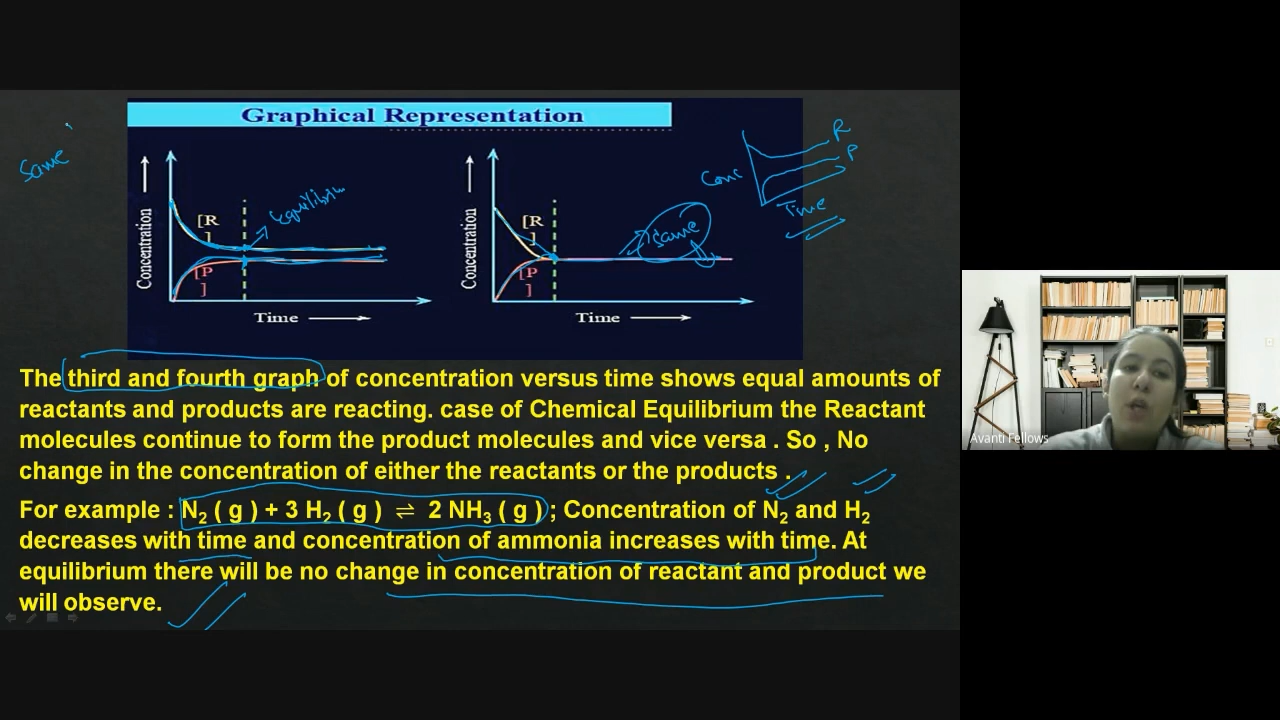 Graphical Representation
Same
Concentration
[R
]
[P
]
Equilibrium
Time
Concentration
[R
]
[P
]
Same
Time
Conc
R
P
Time
The third and fourth graph of concentration versus time shows equal amounts of
reactants and products are reacting. case of Chemical Equilibrium the Reactant
molecules continue to form the product molecules and vice versa . So , No
change in the concentration of either the reactants or the products .
For example : N₂ ( g ) + 3 H₂ ( g ) ⇌ 2 NH₃ ( g ) ; Concentration of N₂ and H₂
decreases with time and concentration of ammonia increases with time. At
equilibrium there will be no change in concentration of reactant and product we
will observe.
Avanti Fellows